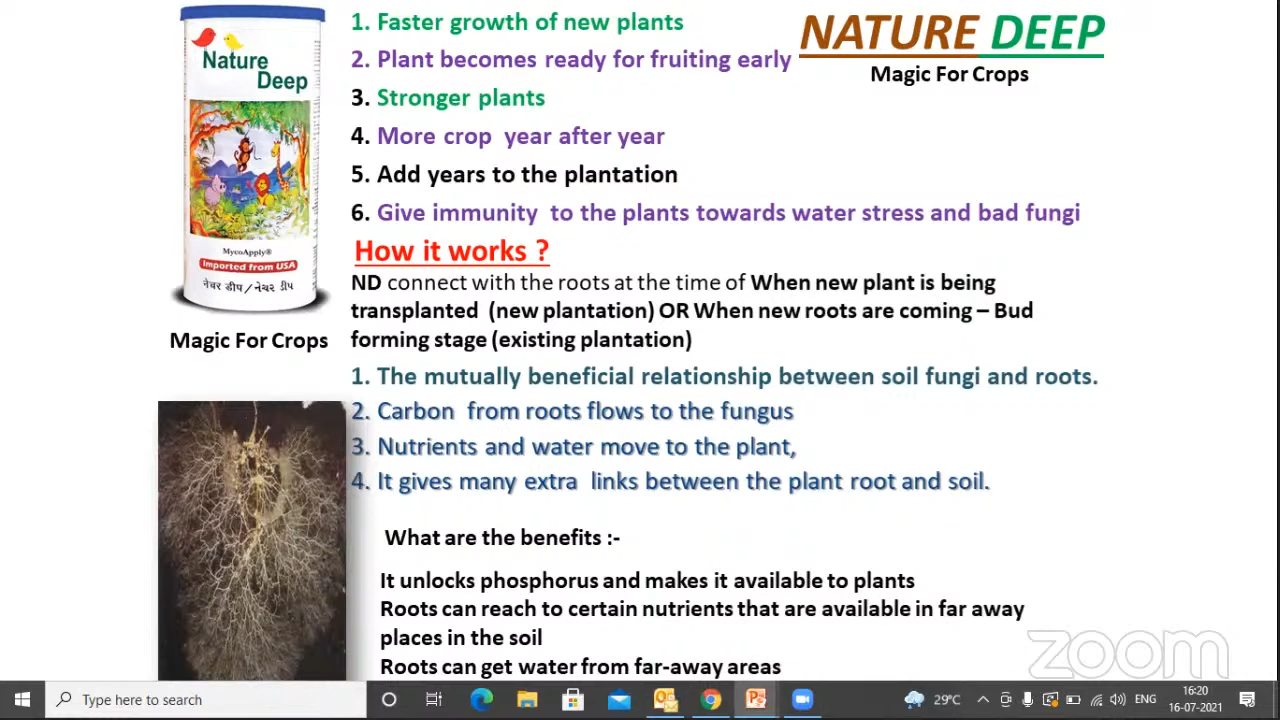 Nature
Deep
MycoApply®
Imported from USA
નેચર ડીપ / नेचर डीप
Magic For Crops
1. Faster growth of new plants
2. Plant becomes ready for fruiting early
3. Stronger plants
4. More crop year after year
5. Add years to the plantation
6. Give immunity to the plants towards water stress and bad fungi
NATURE DEEP
Magic For Crops
How it works ?
ND connect with the roots at the time of When new plant is being
transplanted (new plantation) OR When new roots are coming – Bud
forming stage (existing plantation)
1. The mutually beneficial relationship between soil fungi and roots.
2. Carbon from roots flows to the fungus
3. Nutrients and water move to the plant,
4. It gives many extra links between the plant root and soil.
What are the benefits :-
It unlocks phosphorus and makes it available to plants
Roots can reach to certain nutrients that are available in far away
places in the soil
Roots can get water from far-away areas
zoom
Type here to search
29°C
ENG
16:20
16-07-2021